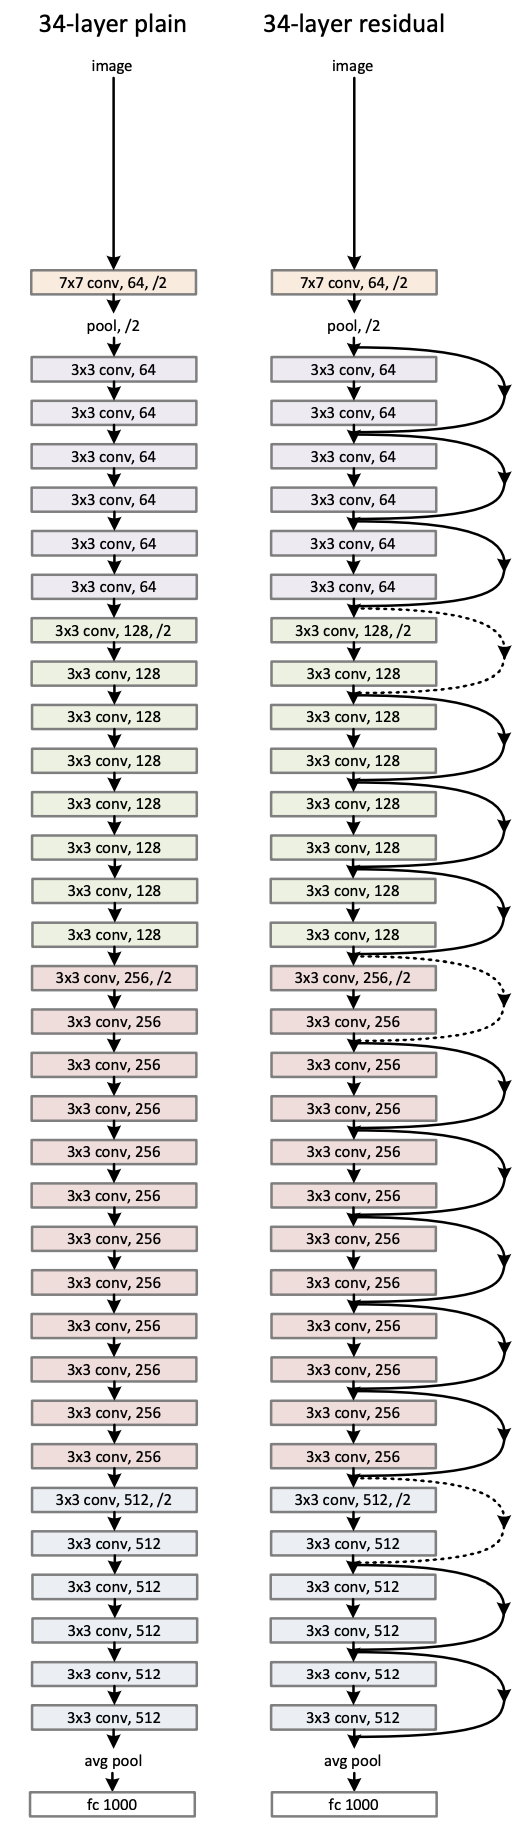 34-layer plain
image
7x7 conv, 64, /2
pool, /2
3x3 conv, 64
3x3 conv, 64
3x3 conv, 64
3x3 conv, 64
3x3 conv, 64
3x3 conv, 64
3x3 conv, 128, /2
3x3 conv, 128
3x3 conv, 128
3x3 conv, 128
3x3 conv, 128
3x3 conv, 128
3x3 conv, 128
3x3 conv, 128
3x3 conv, 256, /2
3x3 conv, 256
3x3 conv, 256
3x3 conv, 256
3x3 conv, 256
3x3 conv, 256
3x3 conv, 256
3x3 conv, 256
3x3 conv, 256
3x3 conv, 256
3x3 conv, 256
3x3 conv, 256
3x3 conv, 512, /2
3x3 conv, 512
3x3 conv, 512
3x3 conv, 512
3x3 conv, 512
3x3 conv, 512
avg pool
fc 1000
34-layer residual
image
7x7 conv, 64, /2
pool, /2
3x3 conv, 64
3x3 conv, 64
3x3 conv, 64
3x3 conv, 64
3x3 conv, 64
3x3 conv, 64
3x3 conv, 128, /2
3x3 conv, 128
3x3 conv, 128
3x3 conv, 128
3x3 conv, 128
3x3 conv, 128
3x3 conv, 128
3x3 conv, 128
3x3 conv, 256, /2
3x3 conv, 256
3x3 conv, 256
3x3 conv, 256
3x3 conv, 256
3x3 conv, 256
3x3 conv, 256
3x3 conv, 256
3x3 conv, 256
3x3 conv, 256
3x3 conv, 256
3x3 conv, 256
3x3 conv, 512, /2
3x3 conv, 512
3x3 conv, 512
3x3 conv, 512
3x3 conv, 512
3x3 conv, 512
avg pool
fc 1000